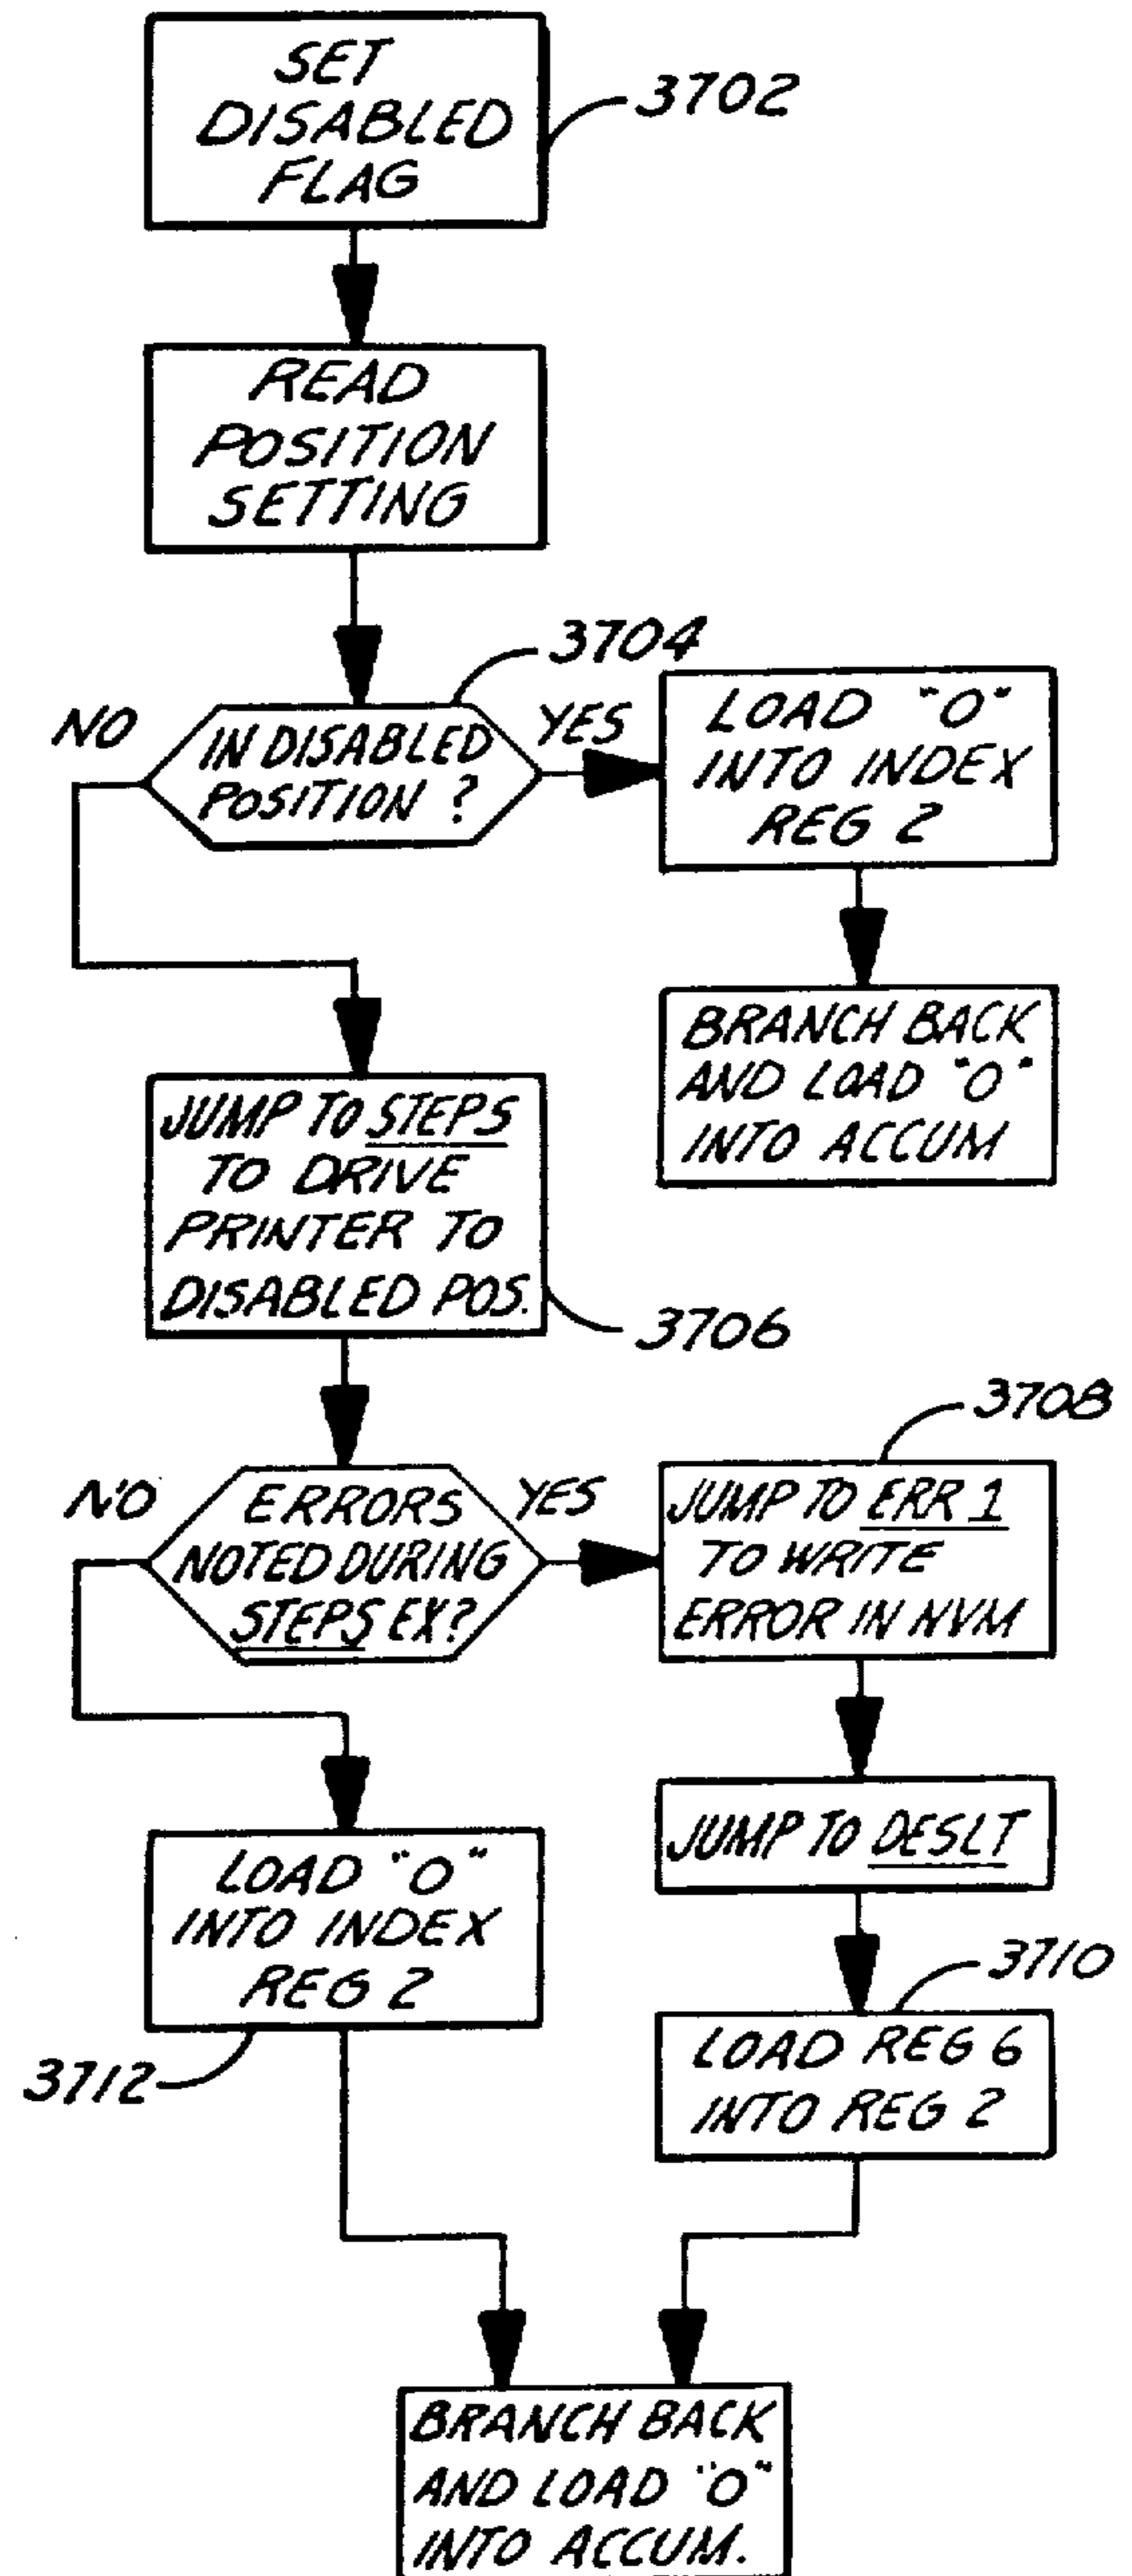 SET
DISABLED
FLAG
3702
READ
POSITION
SETTING
3704
NO
IN DISABLED
POSITION ?
YES
LOAD "O"
INTO INDEX
REG 2
BRANCH BACK
AND LOAD "O"
INTO ACCUM
JUMP TO STEPS
TO DRIVE
PRINTER TO
DISABLED POS.
3706
NO
ERRORS
NOTED DURING
STEPS EX?
YES
3708
JUMP TO ERR 1
TO WRITE
ERROR IN NVM
JUMP TO DESLT
3710
LOAD REG 6
INTO REG 2
LOAD "O"
INTO INDEX
REG 2
3712
BRANCH BACK
AND LOAD "O"
INTO ACCUM.